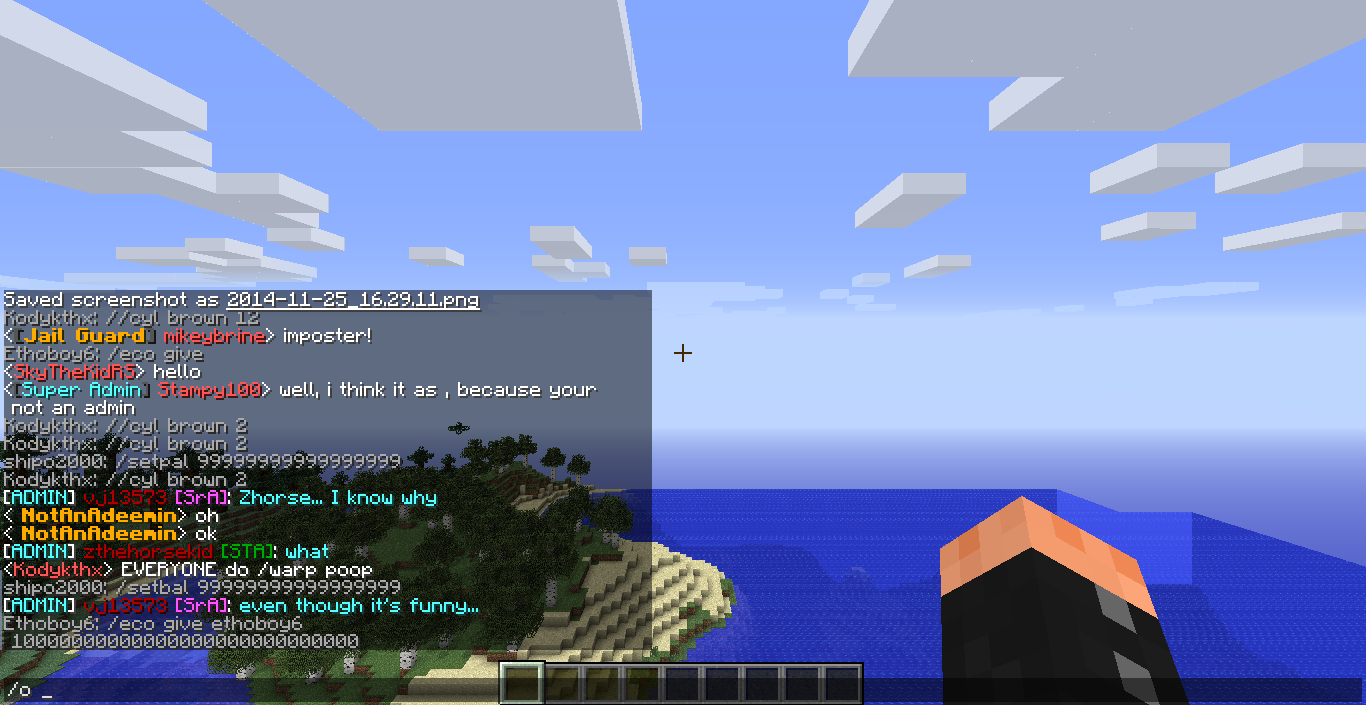 Saved screenshot as 2014-11-25_16.29.11.png
Kodykthx: //cyl brown 12
<[Jail Guard] mikeybrine> imposter!
Ethoboy6: /eco give
<SkyTheKidRS> hello
<[Super Admin] Stampy100> well, i think it as , because your
not an admin
Kodykthx: //cyl brown 2
Kodykthx: //cyl brown 2
shipo2000: /setpal 99999999999999999
Kodykthx: //cyl brown 2
[ADMIN] vj13573 [SrA]: Zhorse... I know why
< NotAnAdeemin> oh
< NotAnAdeemin> ok
[ADMIN] zthehorsekid [STA]: what
<Kodykthx> EVERYONE do /warp poop
shipo2000: /setbal 99999999999999999
[ADMIN] vj13573 [SrA]: even though it's funny...
Ethoboy6: /eco give ethoboy6
10000000000000000000000000000
/o _